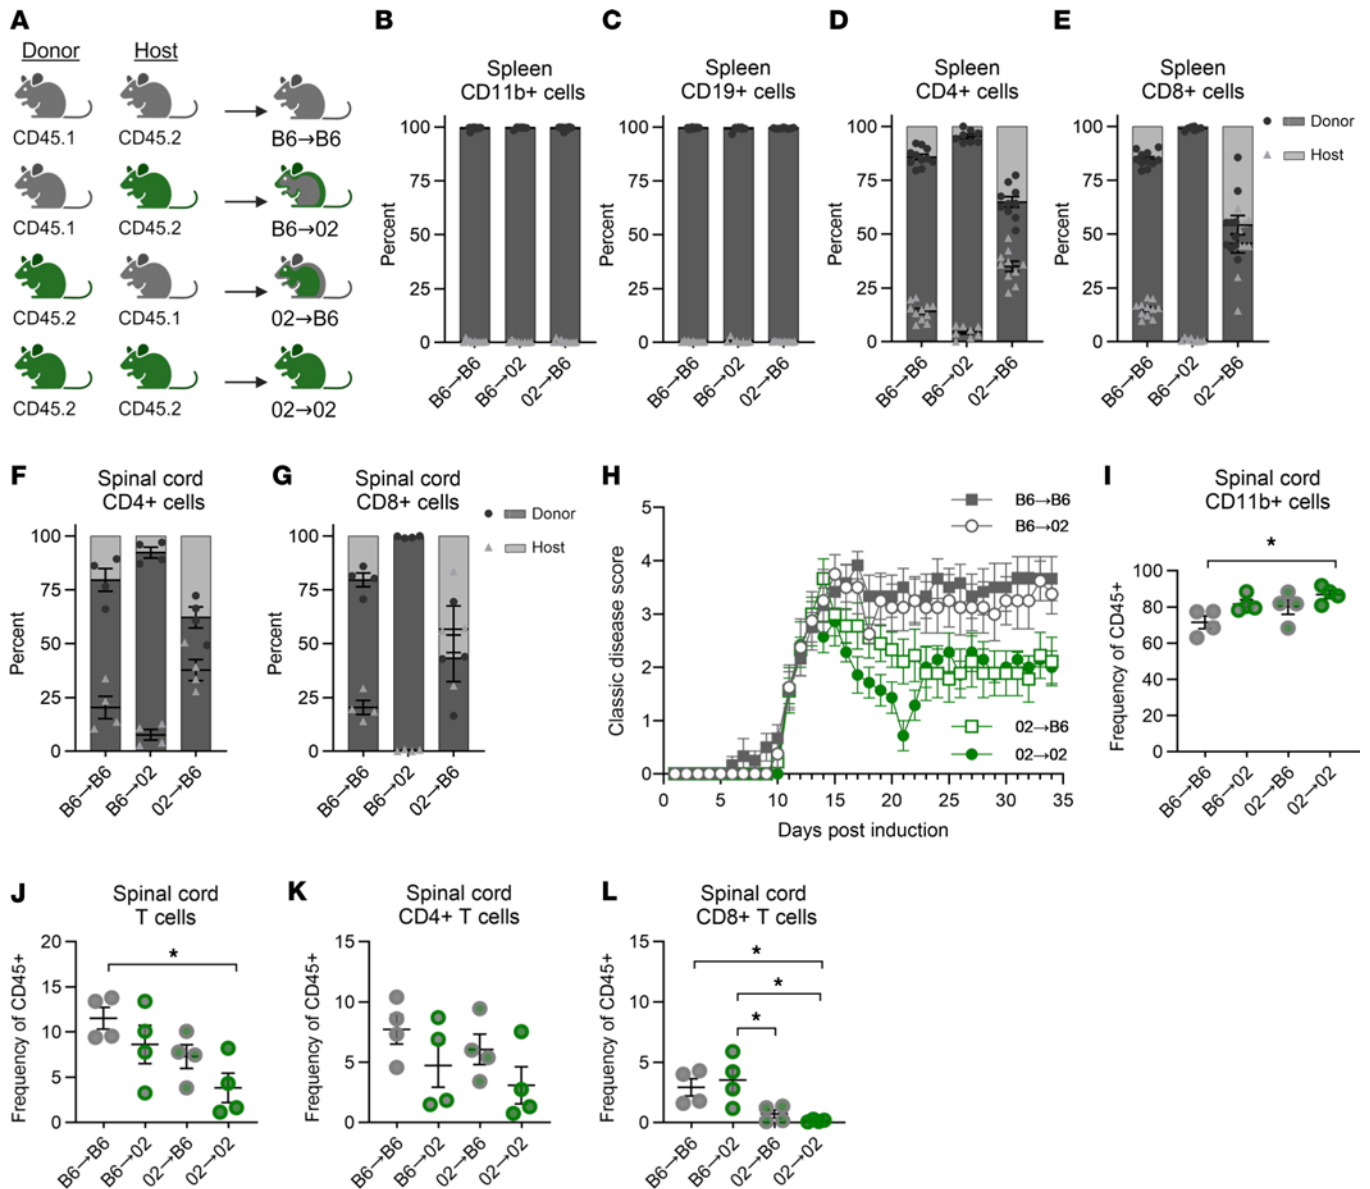 A
Donor Host
CD45.1 CD45.2 B6→B6
CD45.1 CD45.2 B6→02
CD45.2 CD45.1 02→B6
CD45.2 CD45.2 02→02
B
Spleen
CD11b+ cells
Percent
100
75
50
25
0
B6→B6 B6→02 02→B6
C
Spleen
CD19+ cells
Percent
100
75
50
25
0
B6→B6 B6→02 02→B6
D
Spleen
CD4+ cells
Percent
100
75
50
25
0
B6→B6 B6→02 02→B6
E
Spleen
CD8+ cells
Percent
100
75
50
25
0
B6→B6 B6→02 02→B6
Donor
Host
F
Spinal cord
CD4+ cells
Percent
100
75
50
25
0
B6→B6 B6→02 02→B6
G
Spinal cord
CD8+ cells
Percent
100
75
50
25
0
B6→B6 B6→02 02→B6
Donor
Host
H
Classic disease score
5
4
3
2
1
0
0 5 10 15 20 25 30 35
Days post induction
B6→B6
B6→02
02→B6
02→02
I
Spinal cord
CD11b+ cells
Frequency of CD45+
100
80
60
40
20
0
*
B6→B6 B6→02 02→B6 02→02
J
Spinal cord
T cells
Frequency of CD45+
20
15
10
5
0
*
B6→B6 B6→02 02→B6 02→02
K
Spinal cord
CD4+ T cells
Frequency of CD45+
15
10
5
0
B6→B6 B6→02 02→B6 02→02
L
Spinal cord
CD8+ T cells
Frequency of CD45+
15
10
5
0
*
*
*
B6→B6 B6→02 02→B6 02→02